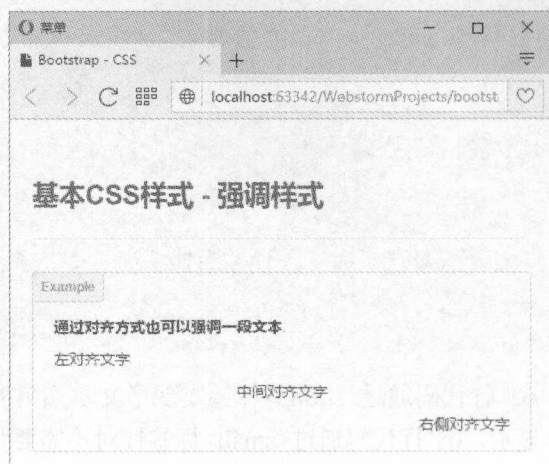 菜单
Bootstrap - CSS
localhost:63342/WebstormProjects/bootst
基本CSS样式 - 强调样式
Example
通过对齐方式也可以强调一段文本.
左对齐文字
中间对齐文字
右侧对齐文字